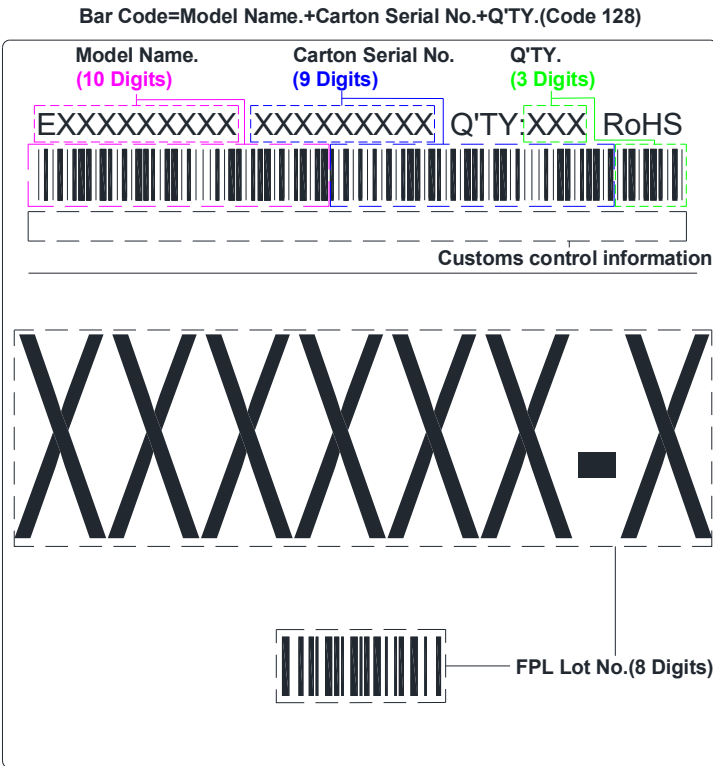 Bar Code=Model Name.+Carton Serial No.+Q'TY.(Code 128)
Model Name. Carton Serial No. Q'TY.
(10 Digits) (9 Digits) (3 Digits)
EXXXXXXXXX XXXXXXXXX Q'TY:XXX RoHS
Customs control information
XXXXXX-X
FPL Lot No.(8 Digits)